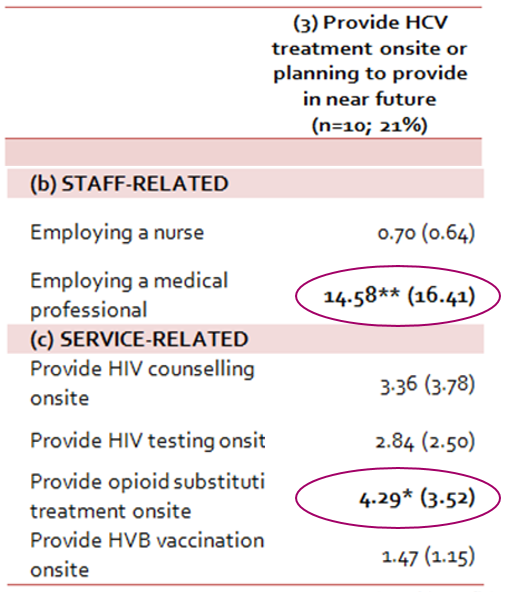 (3) Provide HCV
treatment onsite or
planning to provide
in near future
(n=10; 21%)
(b) STAFF-RELATED
Employing a nurse 0.70 (0.64)
Employing a medical
professional 14.58** (16.41)
(c) SERVICE-RELATED
Provide HIV counselling
onsite 3.36 (3.78)
Provide HIV testing onsit 2.84 (2.50)
Provide opioid substituti
treatment onsite 4.29* (3.52)
Provide HVB vaccination
onsite 1.47 (1.15)